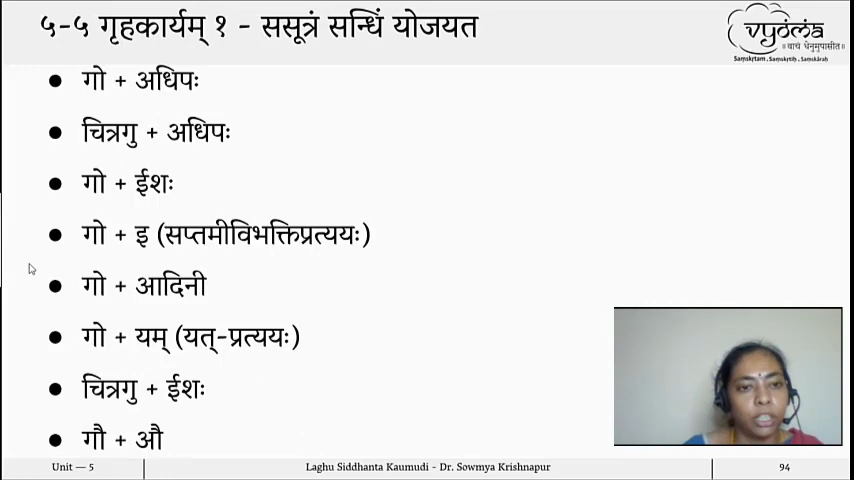 ५-५ गृहकार्यम् १ - ससूत्रं सन्धिं योजयत
vyoma
॥ वाचं धेनुमुपासीत॥
Saṃskṛtam, Saṃskṛtiḥ, Saṃskāraḥ
● गो + अधिपः
● चित्रगु + अधिपः
● गो + ईशः
● गो + इ (सप्तमीविभक्तिप्रत्ययः)
● गो + आदिनी
● गो + यम् (यत्-प्रत्ययः)
● चित्रगु + ईशः
● गौ + औ
Unit — 5 Laghu Siddhanta Kaumudi - Dr. Sowmya Krishnapur 94